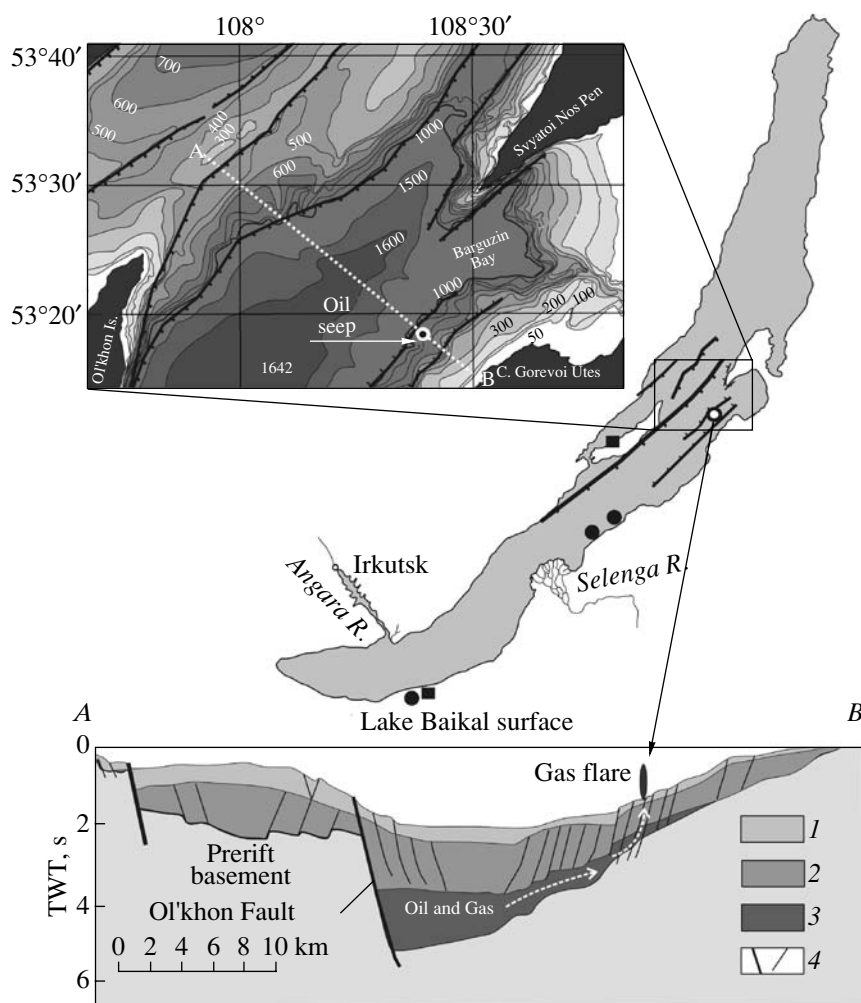 108°
108°30′
53°40′
53°30′
53°20′
700
600
500
400
300
A
500
600
1000
1500
1600
1000
1642
Svyatoi Nos Pen
Barguzin
Bay
Oil
seep
Ol'khon Is.
300
200
100
50
B
C. Gorevoi Utes
Irkutsk
Angara R.
Selenga R.
Lake Baikal surface
A
B
0
2
4
6
TWT, s
Gas flare
Prerift
basement
Ol'khon Fault
0 2 4 6 8 10 km
Oil and Gas
1
2
3
4